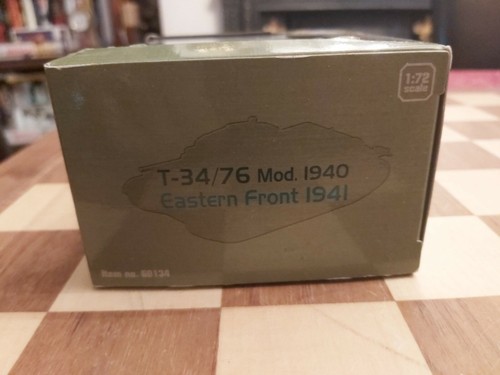 1:72
scale
T-34/76 Mod. 1940
Eastern Front 1941
Item no. 60134